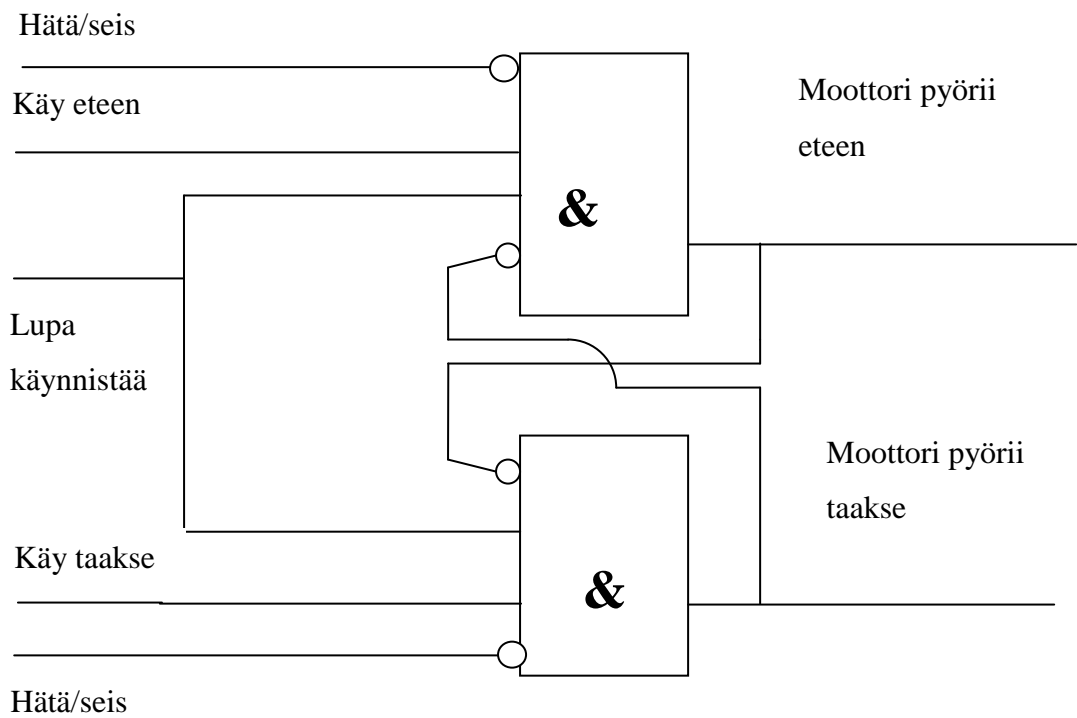 Hätä/seis
Käy eteen
Moottori pyörii
eteen
&
Lupa
käynnistää
Moottori pyörii
taakse
Käy taakse
&
Hätä/seis